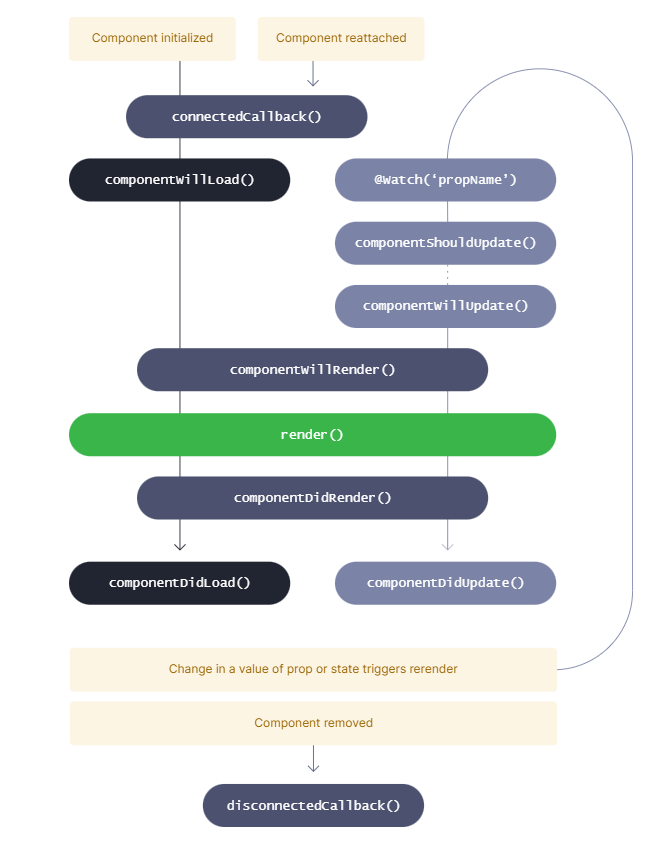 Component initialized
Component reattached
connectedCallback()
componentWillLoad()
@Watch(‘propName’)
componentShouldUpdate()
componentWillUpdate()
componentWillRender()
render()
componentDidRender()
componentDidLoad()
componentDidUpdate()
Change in a value of prop or state triggers rerender
Component removed
disconnectedCallback()